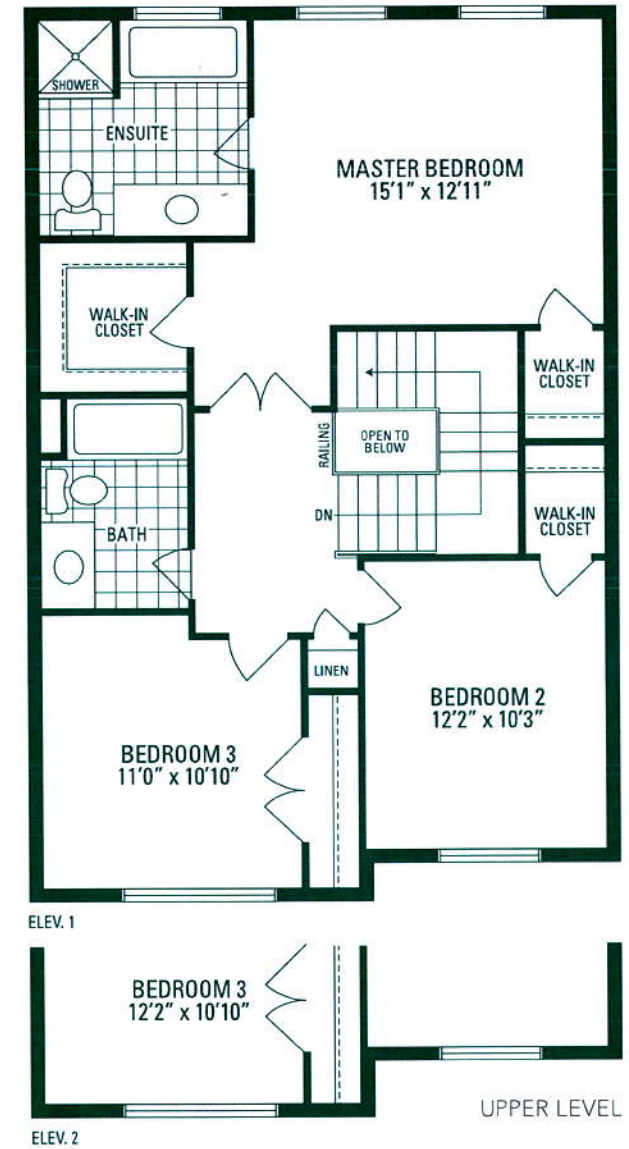 SHOWER
ENSUITE
MASTER BEDROOM
15'1" x 12'11"
WALK-IN
CLOSET
WALK-IN
CLOSET
RAILING
OPEN TO
BELOW
DN
WALK-IN
CLOSET
BATH
LINEN
BEDROOM 2
12'2" x 10'3"
BEDROOM 3
11'0" x 10'10"
ELEV. 1
BEDROOM 3
12'2" x 10'10"
UPPER LEVEL
ELEV. 2